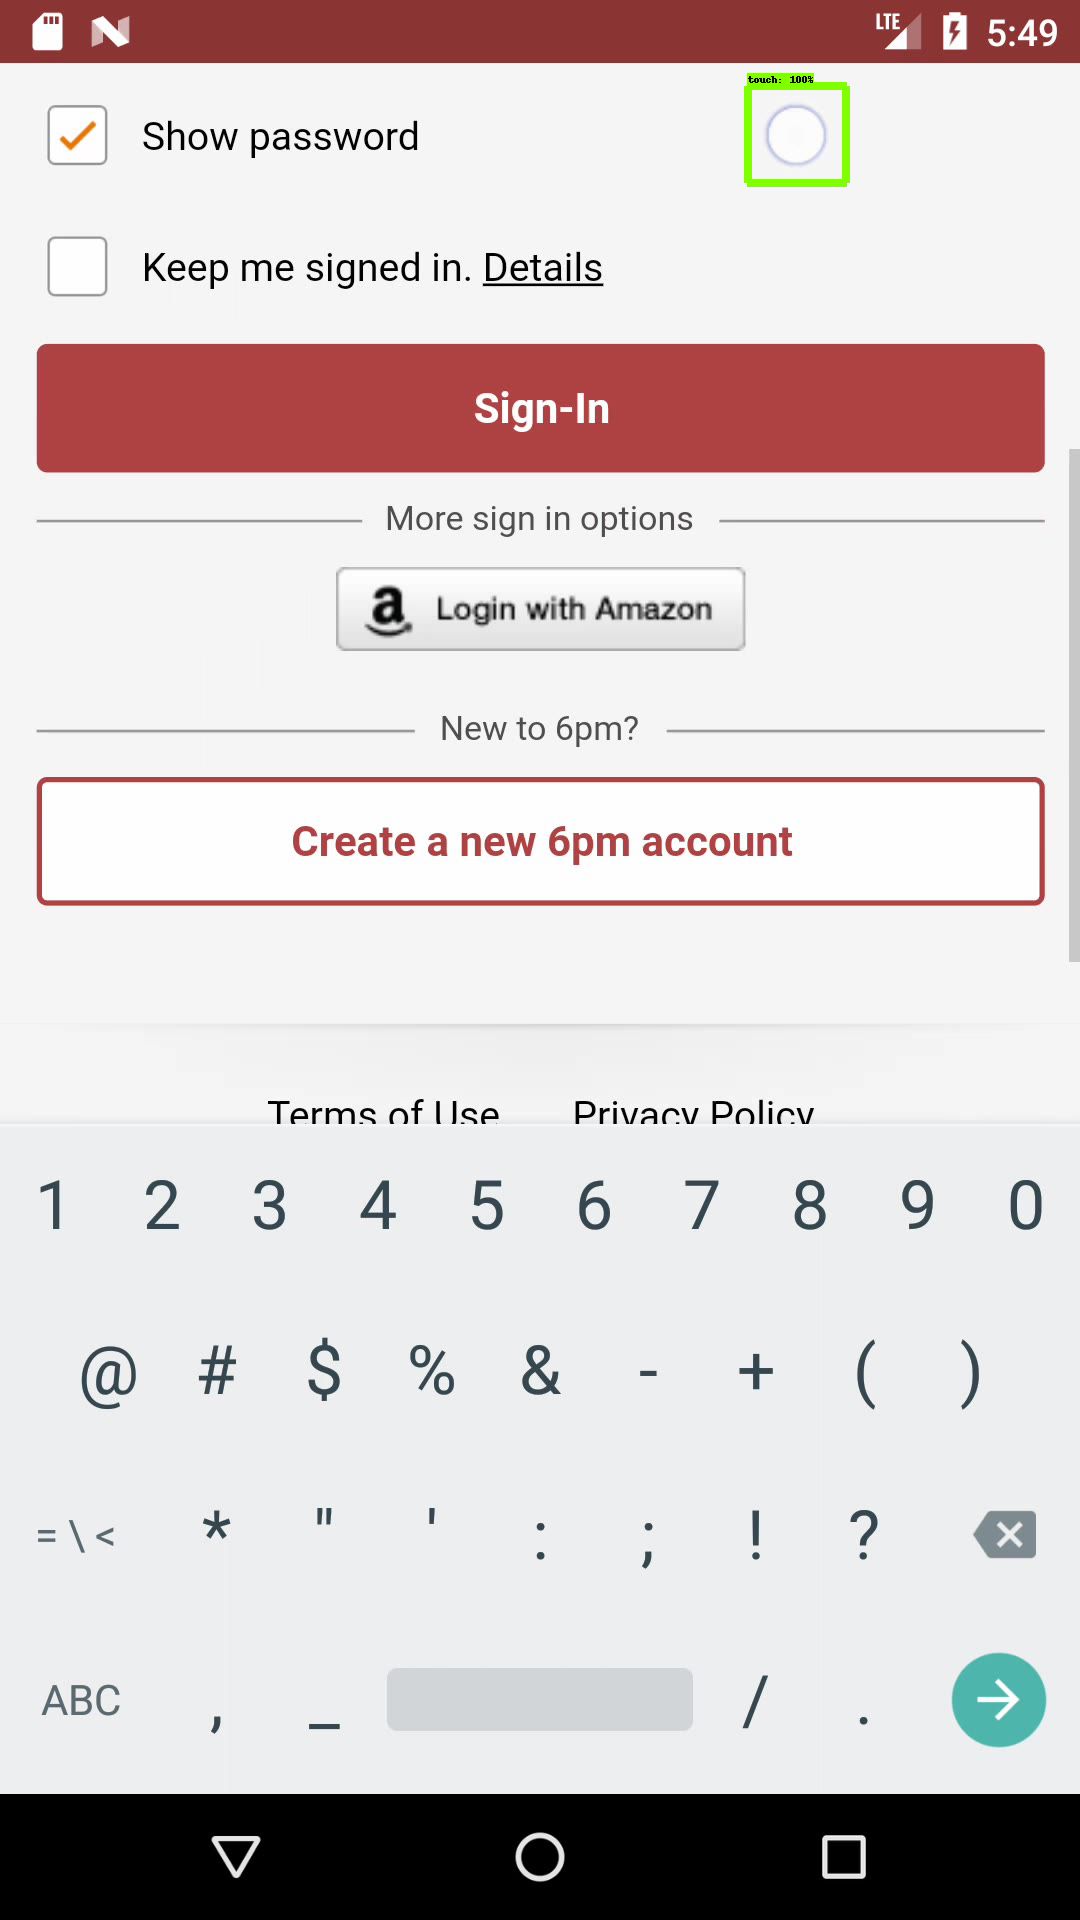 LTE 5:49
touch: 100%
Show password
Keep me signed in. Details
Sign-In
More sign in options
a Login with Amazon
New to 6pm?
Create a new 6pm account
Terms of Use Privacy Policy
1 2 3 4 5 6 7 8 9 0
@ # $ % & - + ( )
= \ < * " ' : ; ! ?
ABC , _ / .